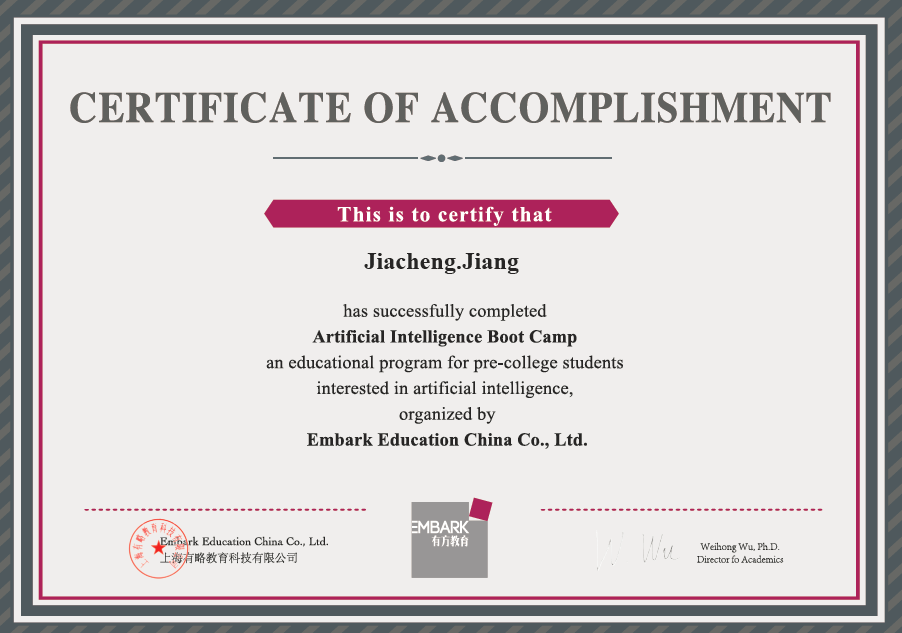 CERTIFICATE OF ACCOMPLISHMENT
This is to certify that
Jiacheng.Jiang
has successfully completed
Artificial Intelligence Boot Camp
an educational program for pre-college students
interested in artificial intelligence,
organized by
Embark Education China Co., Ltd.
Embark Education China Co., Ltd.
上海有略教育科技有限公司
EMBARK
有方教育
Wu
Weihong Wu, Ph.D.
Director fo Academics